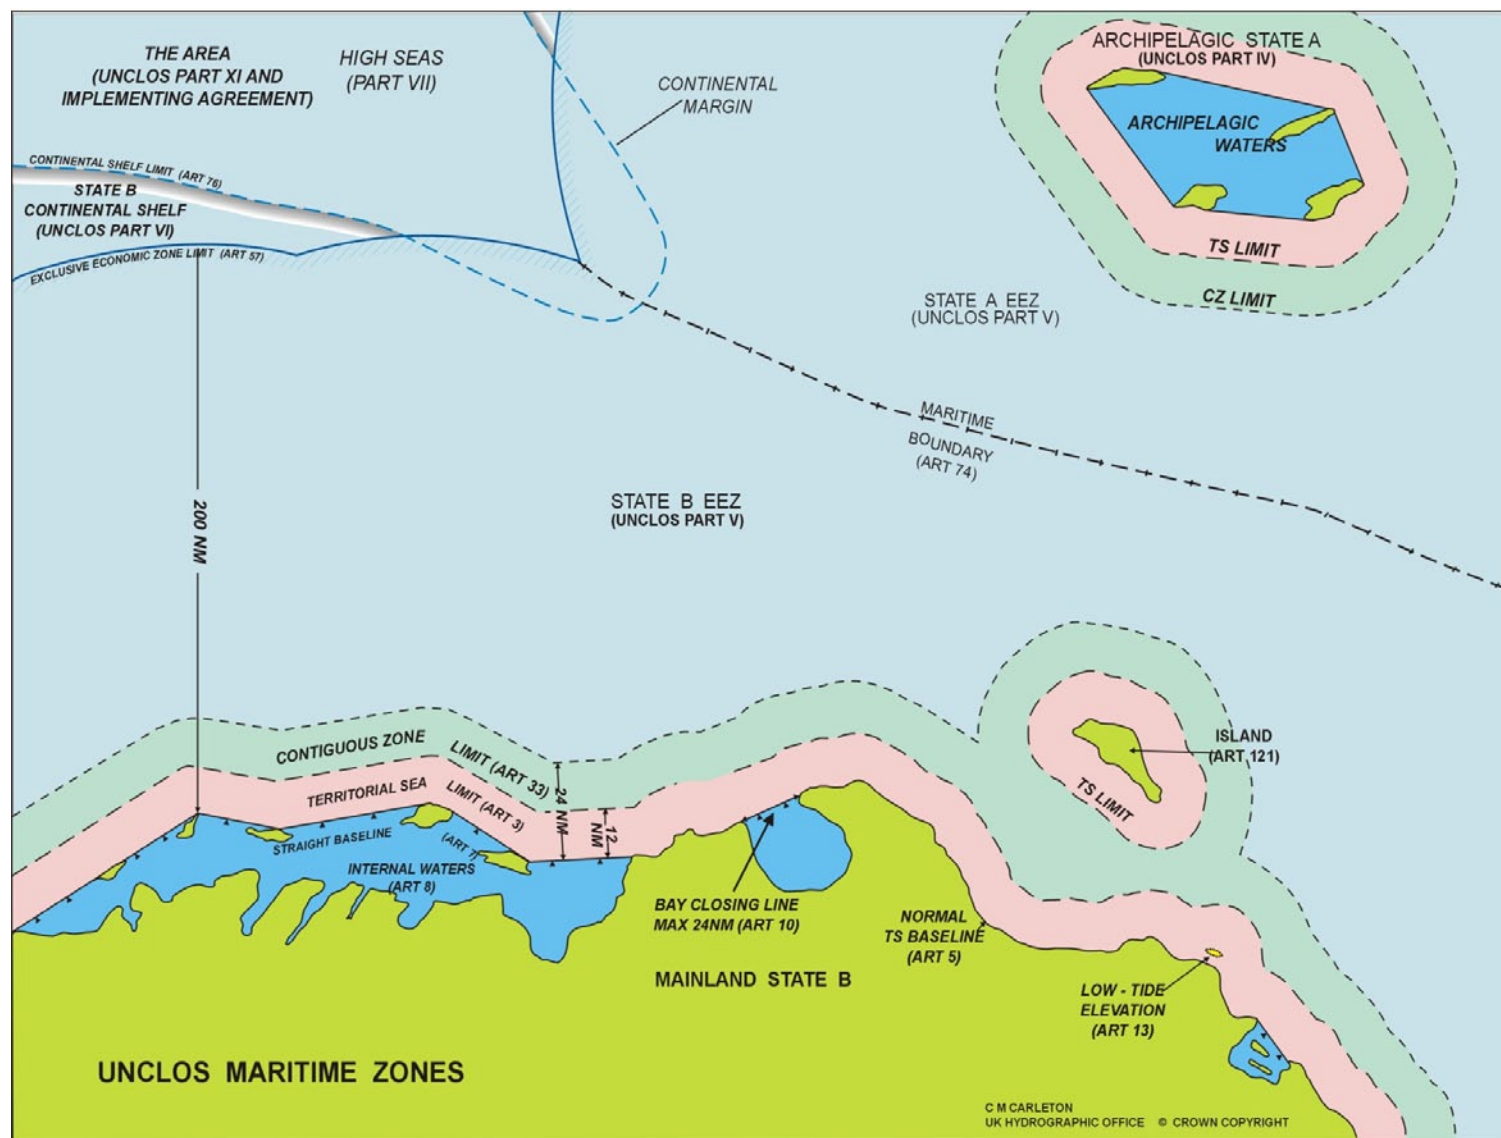 THE AREA
(UNCLOS PART XI AND
IMPLEMENTING AGREEMENT)
HIGH SEAS
(PART VII)
CONTINENTAL
MARGIN
ARCHIPELAGIC STATE A
(UNCLOS PART IV)
ARCHIPELAGIC
WATERS
TS LIMIT
CZ LIMIT
CONTINENTAL SHELF LIMIT (ART 76)
STATE B
CONTINENTAL SHELF
(UNCLOS PART VI)
EXCLUSIVE ECONOMIC ZONE LIMIT (ART 57)
STATE A EEZ
(UNCLOS PART V)
MARITIME
BOUNDARY
(ART 74)
STATE B EEZ
(UNCLOS PART V)
200 NM
CONTIGUOUS ZONE
LIMIT (ART 33)
TERRITORIAL SEA
LIMIT (ART 3)
24 NM
12
NM
STRAIGHT BASELINE
(ART 7)
INTERNAL WATERS
(ART 8)
ISLAND
(ART 121)
TS LIMIT
BAY CLOSING LINE
MAX 24NM (ART 10)
NORMAL
TS BASELINE
(ART 5)
MAINLAND STATE B
LOW - TIDE
ELEVATION
(ART 13)
UNCLOS MARITIME ZONES
C M CARLETON
UK HYDROGRAPHIC OFFICE © CROWN COPYRIGHT